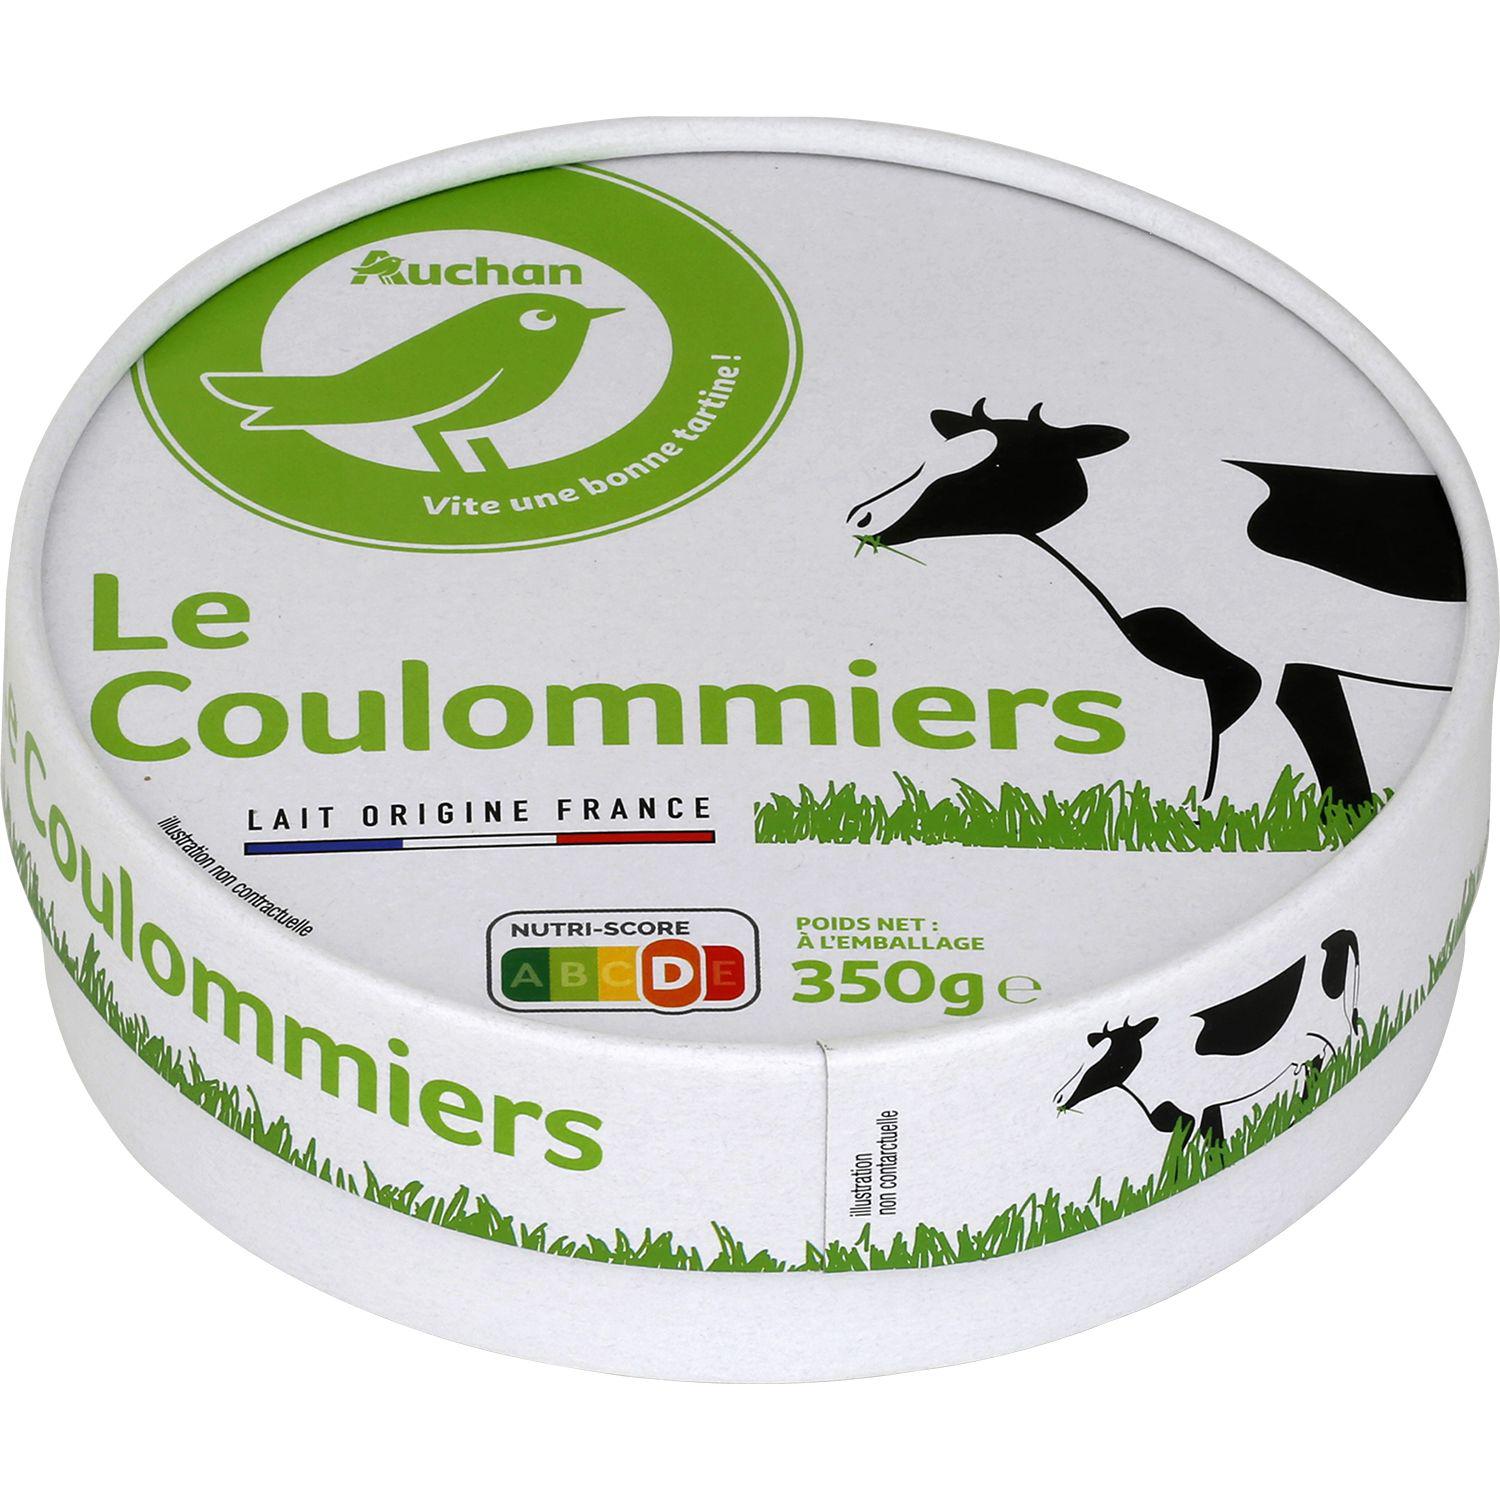 Auchan
Vite une bonne tartine !
Le
Coulommiers
LAIT ORIGINE FRANCE
illustration non contractuelle
NUTRI-SCORE
A B C D E
POIDS NET :
À L'EMBALLAGE
350g ℮
e Coulommiers
illustration
non contarctuelle